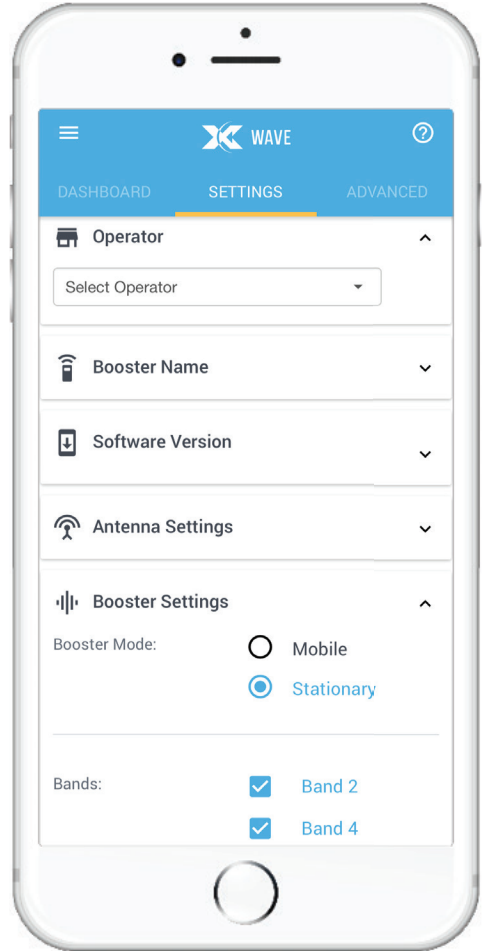 WAVE
DASHBOARD SETTINGS ADVANCED
Operator
Select Operator
Booster Name
Software Version
Antenna Settings
Booster Settings
Booster Mode:
Mobile
Stationary
Bands:
Band 2
Band 4